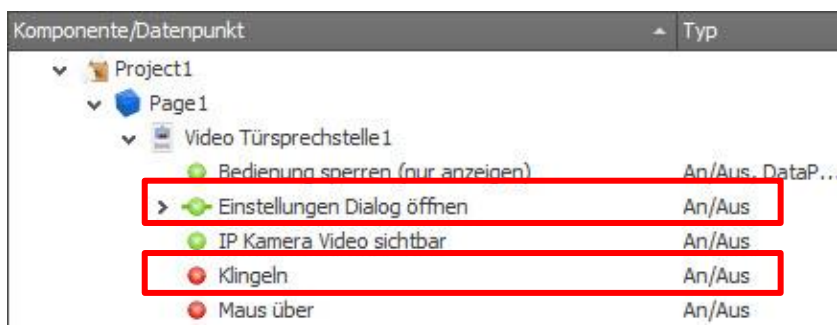 Komponente/Datenpunkt Typ
Project1
Page1
Video Türsprechstelle1
Bedienung sperren (nur anzeigen) An/Aus, DataP...
Einstellungen Dialog öffnen An/Aus
IP Kamera Video sichtbar An/Aus
Klingeln An/Aus
Maus über An/Aus